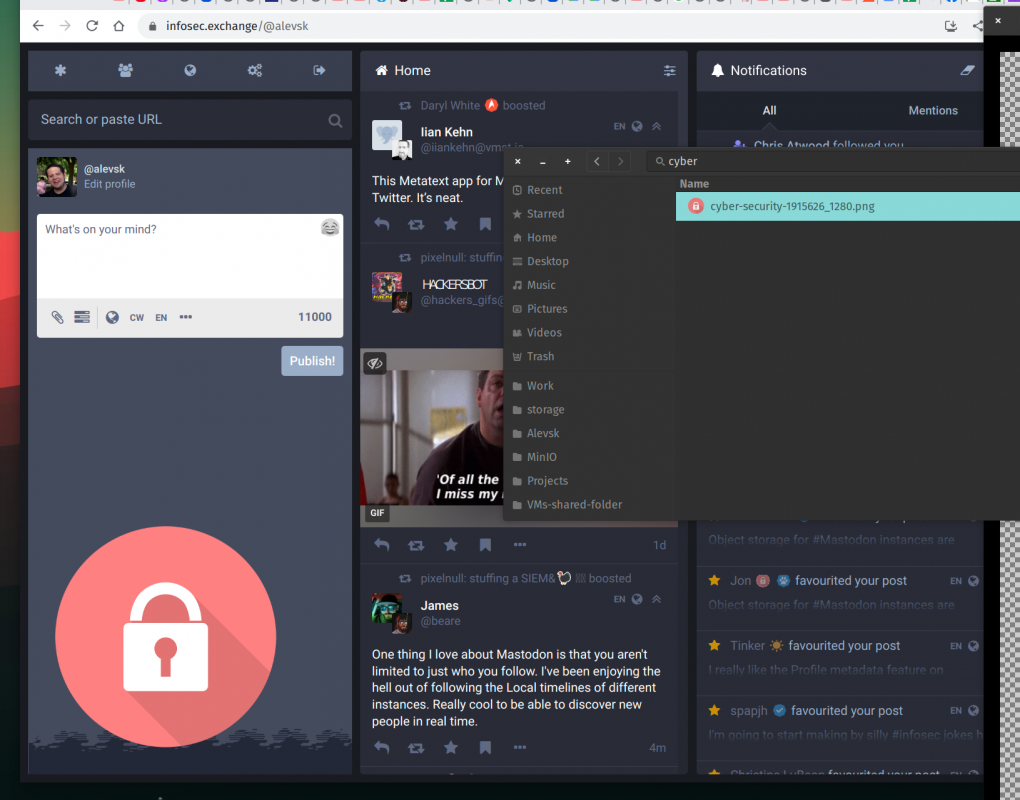 infosec.exchange/@alevsk
Search or paste URL
@alevsk
Edit profile
What's on your mind?
CW EN 11000
Publish!
Home
Daryl White boosted
Iian Kehn
EN
@iiankehn@vmst.io
This Metatext app for M
Twitter. It's neat.
pixelnull: stuffin
HACKERSBOT
@hackers_gifs@
'Of all the
I miss my
GIF
1d
pixelnull: stuffing a SIEM& boosted
James
EN
@beare
One thing I love about Mastodon is that you aren't
limited to just who you follow. I've been enjoying the
hell out of following the Local timelines of different
instances. Really cool to be able to discover new
people in real time.
4m
Notifications
All Mentions
Chris Atwood followed you
cyber
Recent
Starred
Home
Desktop
Music
Pictures
Videos
Trash
Work
storage
Alevsk
MinIO
Projects
VMs-shared-folder
Name
cyber-security-1915626_1280.png
Object storage for #Mastodon instances are
Jon favourited your post EN
Object storage for #Mastodon instances are
Tinker favourited your post EN
I really like the Profile metadata feature on
spapjh favourited your post EN
I'm going to start making by silly #infosec jokes h
favourited your post EN